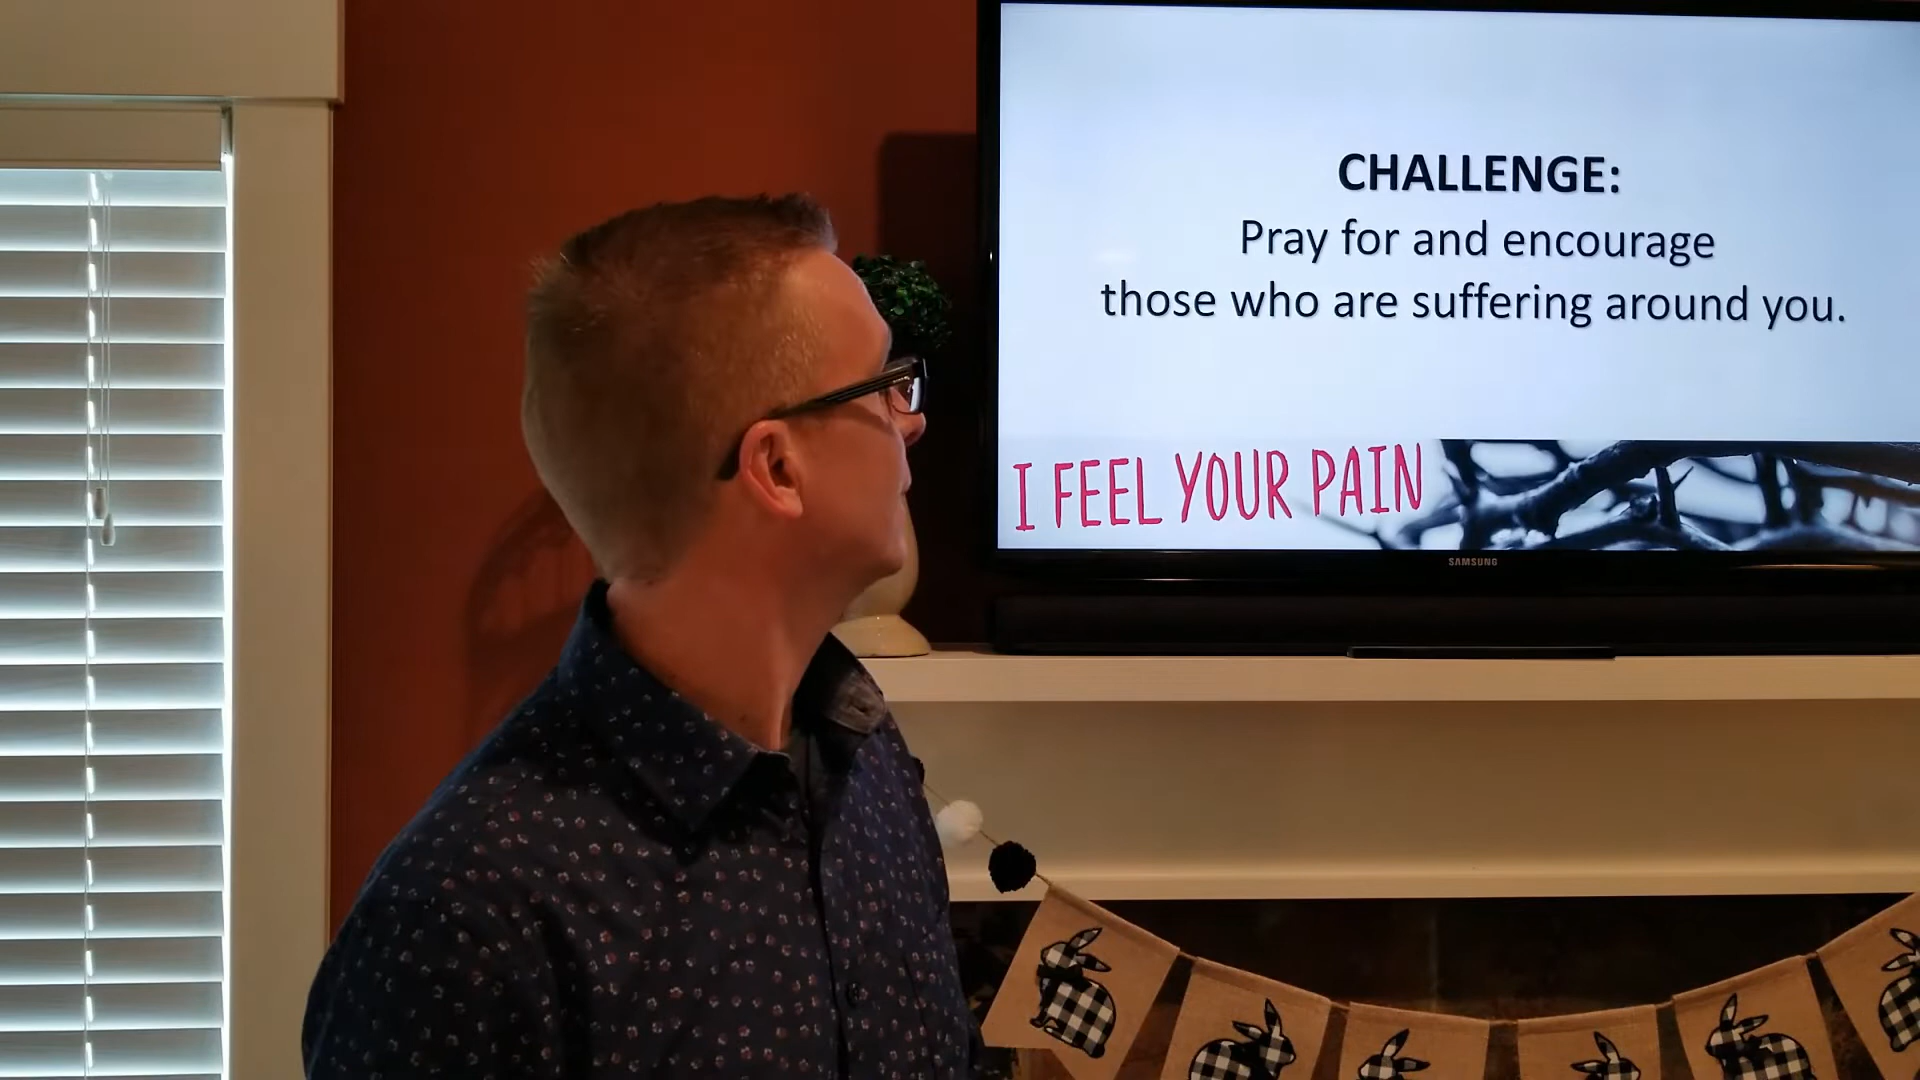 CHALLENGE:
Pray for and encourage
those who are suffering around you.
I FEEL YOUR PAIN
SAMSUNG